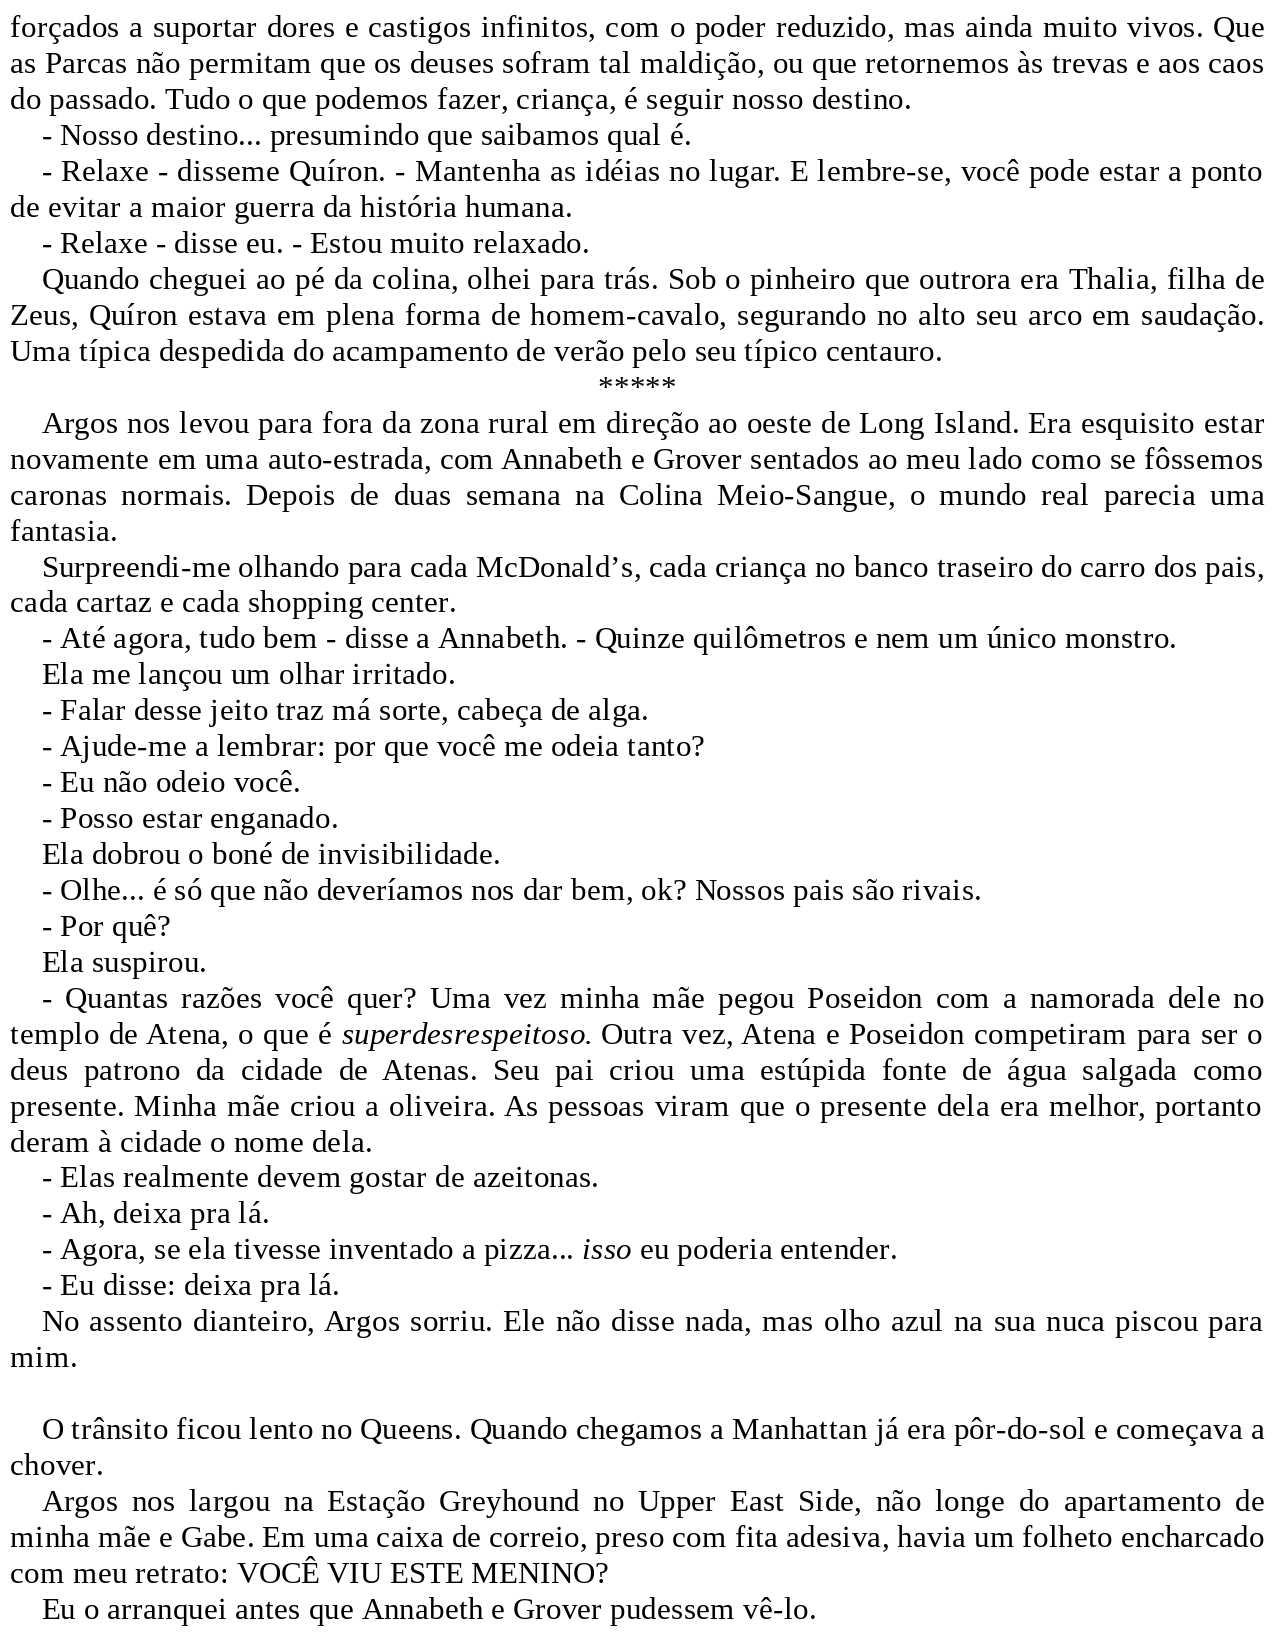 forçados a suportar dores e castigos infinitos, com o poder reduzido, mas ainda muito vivos. Que
as Parcas não permitam que os deuses sofram tal maldição, ou que retornemos às trevas e aos caos
do passado. Tudo o que podemos fazer, criança, é seguir nosso destino.
- Nosso destino... presumindo que saibamos qual é.
- Relaxe - disseme Quíron. - Mantenha as idéias no lugar. E lembre-se, você pode estar a ponto
de evitar a maior guerra da história humana.
- Relaxe - disse eu. - Estou muito relaxado.
Quando cheguei ao pé da colina, olhei para trás. Sob o pinheiro que outrora era Thalia, filha de
Zeus, Quíron estava em plena forma de homem-cavalo, segurando no alto seu arco em saudação.
Uma típica despedida do acampamento de verão pelo seu típico centauro.
*****
Argos nos levou para fora da zona rural em direção ao oeste de Long Island. Era esquisito estar
novamente em uma auto-estrada, com Annabeth e Grover sentados ao meu lado como se fôssemos
caronas normais. Depois de duas semana na Colina Meio-Sangue, o mundo real parecia uma
fantasia.
Surpreendi-me olhando para cada McDonald’s, cada criança no banco traseiro do carro dos pais,
cada cartaz e cada shopping center.
- Até agora, tudo bem - disse a Annabeth. - Quinze quilômetros e nem um único monstro.
Ela me lançou um olhar irritado.
- Falar desse jeito traz má sorte, cabeça de alga.
- Ajude-me a lembrar: por que você me odeia tanto?
- Eu não odeio você.
- Posso estar enganado.
Ela dobrou o boné de invisibilidade.
- Olhe... é só que não deveríamos nos dar bem, ok? Nossos pais são rivais.
- Por quê?
Ela suspirou.
- Quantas razões você quer? Uma vez minha mãe pegou Poseidon com a namorada dele no
templo de Atena, o que é superdesrespeitoso. Outra vez, Atena e Poseidon competiram para ser o
deus patrono da cidade de Atenas. Seu pai criou uma estúpida fonte de água salgada como
presente. Minha mãe criou a oliveira. As pessoas viram que o presente dela era melhor, portanto
deram à cidade o nome dela.
- Elas realmente devem gostar de azeitonas.
- Ah, deixa pra lá.
- Agora, se ela tivesse inventado a pizza... isso eu poderia entender.
- Eu disse: deixa pra lá.
No assento dianteiro, Argos sorriu. Ele não disse nada, mas olho azul na sua nuca piscou para
mim.
O trânsito ficou lento no Queens. Quando chegamos a Manhattan já era pôr-do-sol e começava a
chover.
Argos nos largou na Estação Greyhound no Upper East Side, não longe do apartamento de
minha mãe e Gabe. Em uma caixa de correio, preso com fita adesiva, havia um folheto encharcado
com meu retrato: VOCÊ VIU ESTE MENINO?
Eu o arranquei antes que Annabeth e Grover pudessem vê-lo.